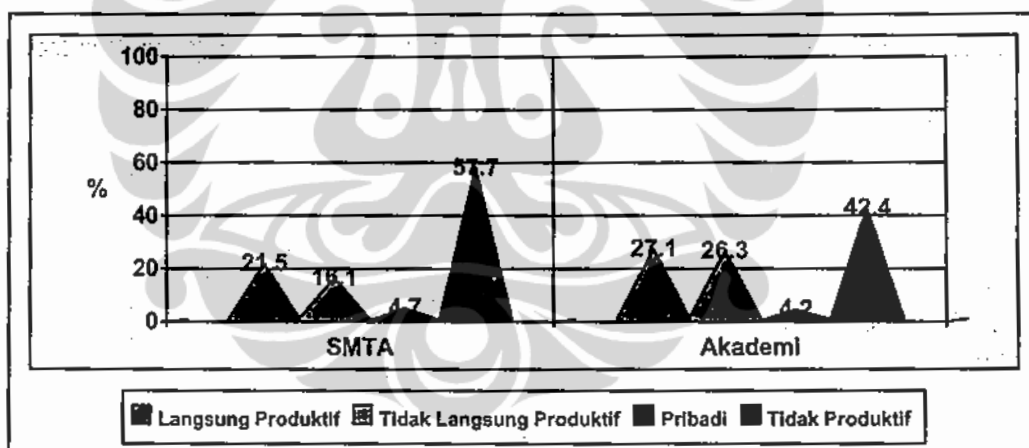 100
80
60
%
40
20
0
21.5
16.1
4.7
57.7
27.1
26.3
4.2
42.4
SMTA
Akademi
Langsung Produktif
Tidak Langsung Produktif
Pribadi
Tidak Produktif